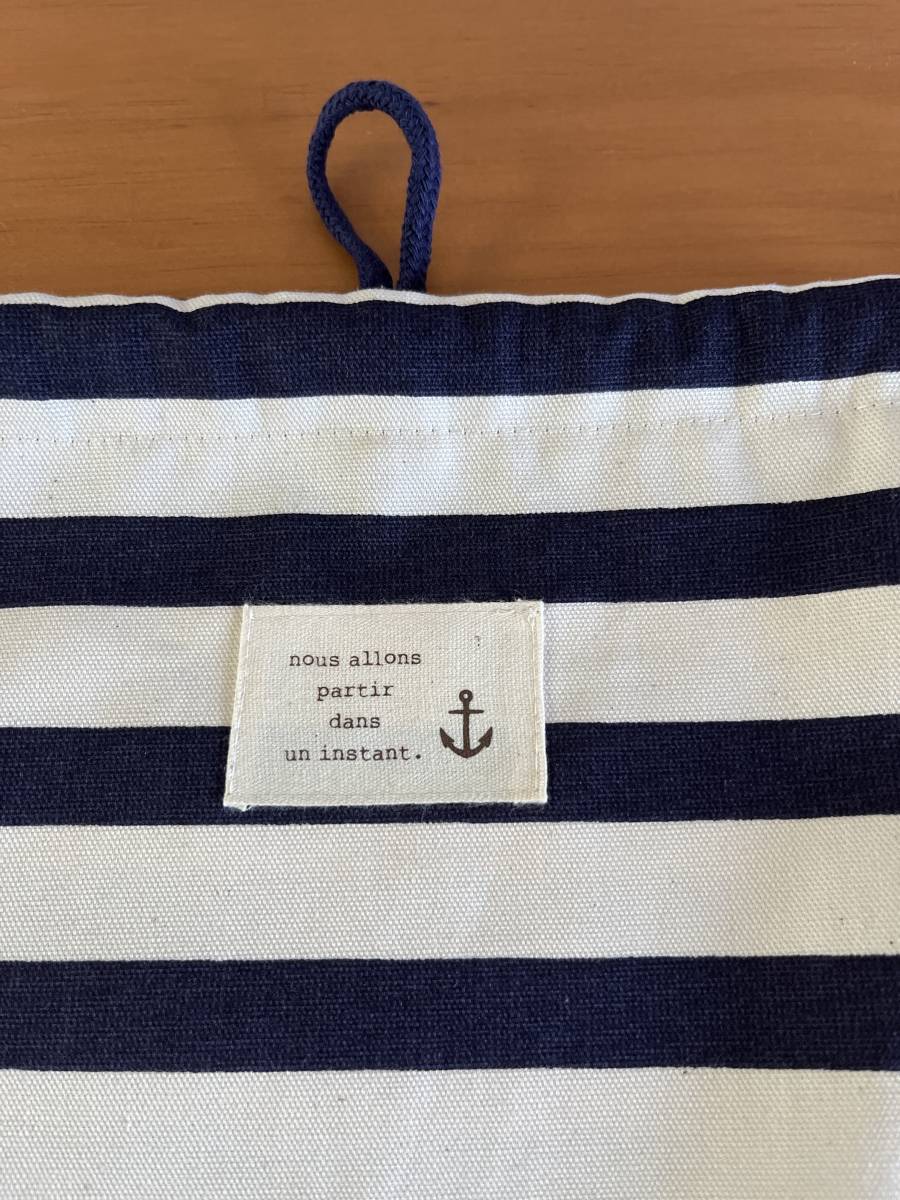 nous allons
partir
dans
un instant.